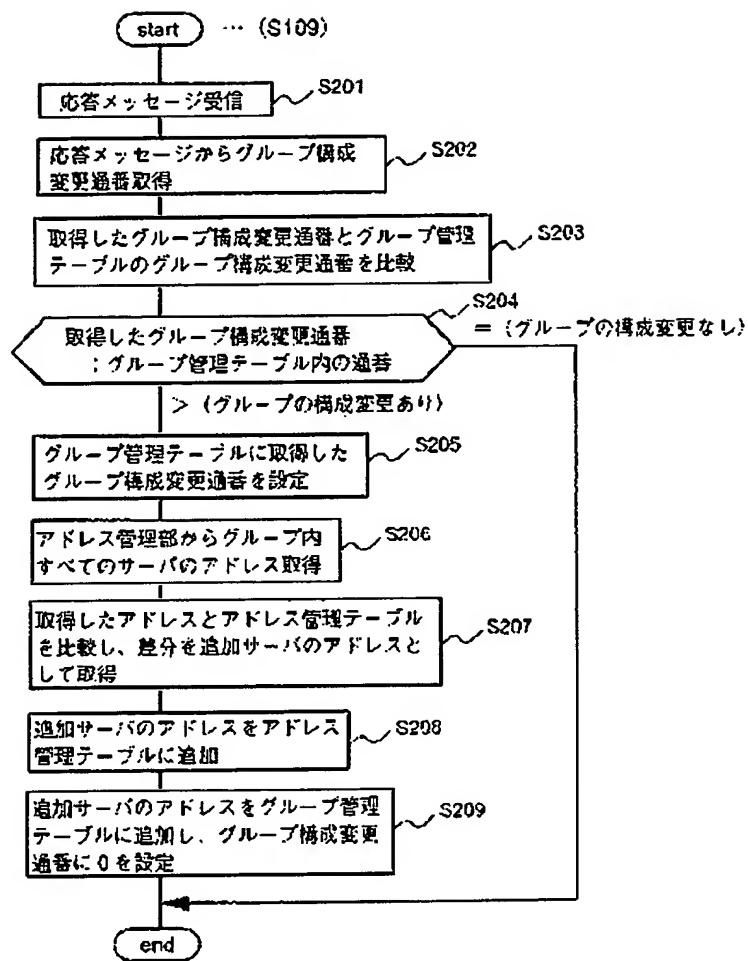 start … (S109)
応答メッセージ受信 S201
応答メッセージからグループ構成 S202
変更通番取得
取得したグループ構成変更通番とグループ管理 S203
テーブルのグループ構成変更通番を比較
S204
取得したグループ構成変更通番 = (グループの構成変更なし)
:グループ管理テーブル内の通番
> (グループの構成変更あり)
グループ管理テーブルに取得した S205
グループ構成変更通番を設定
アドレス管理部からグループ内 S206
すべてのサーバのアドレス取得
取得したアドレスとアドレス管理テーブル S207
を比較し、差分を追加サーバのアドレスと
して取得
追加サーバのアドレスをアドレス S208
管理テーブルに追加
追加サーバのアドレスをグループ管理 S209
テーブルに追加し、グループ構成変更
通番に0を設定
end